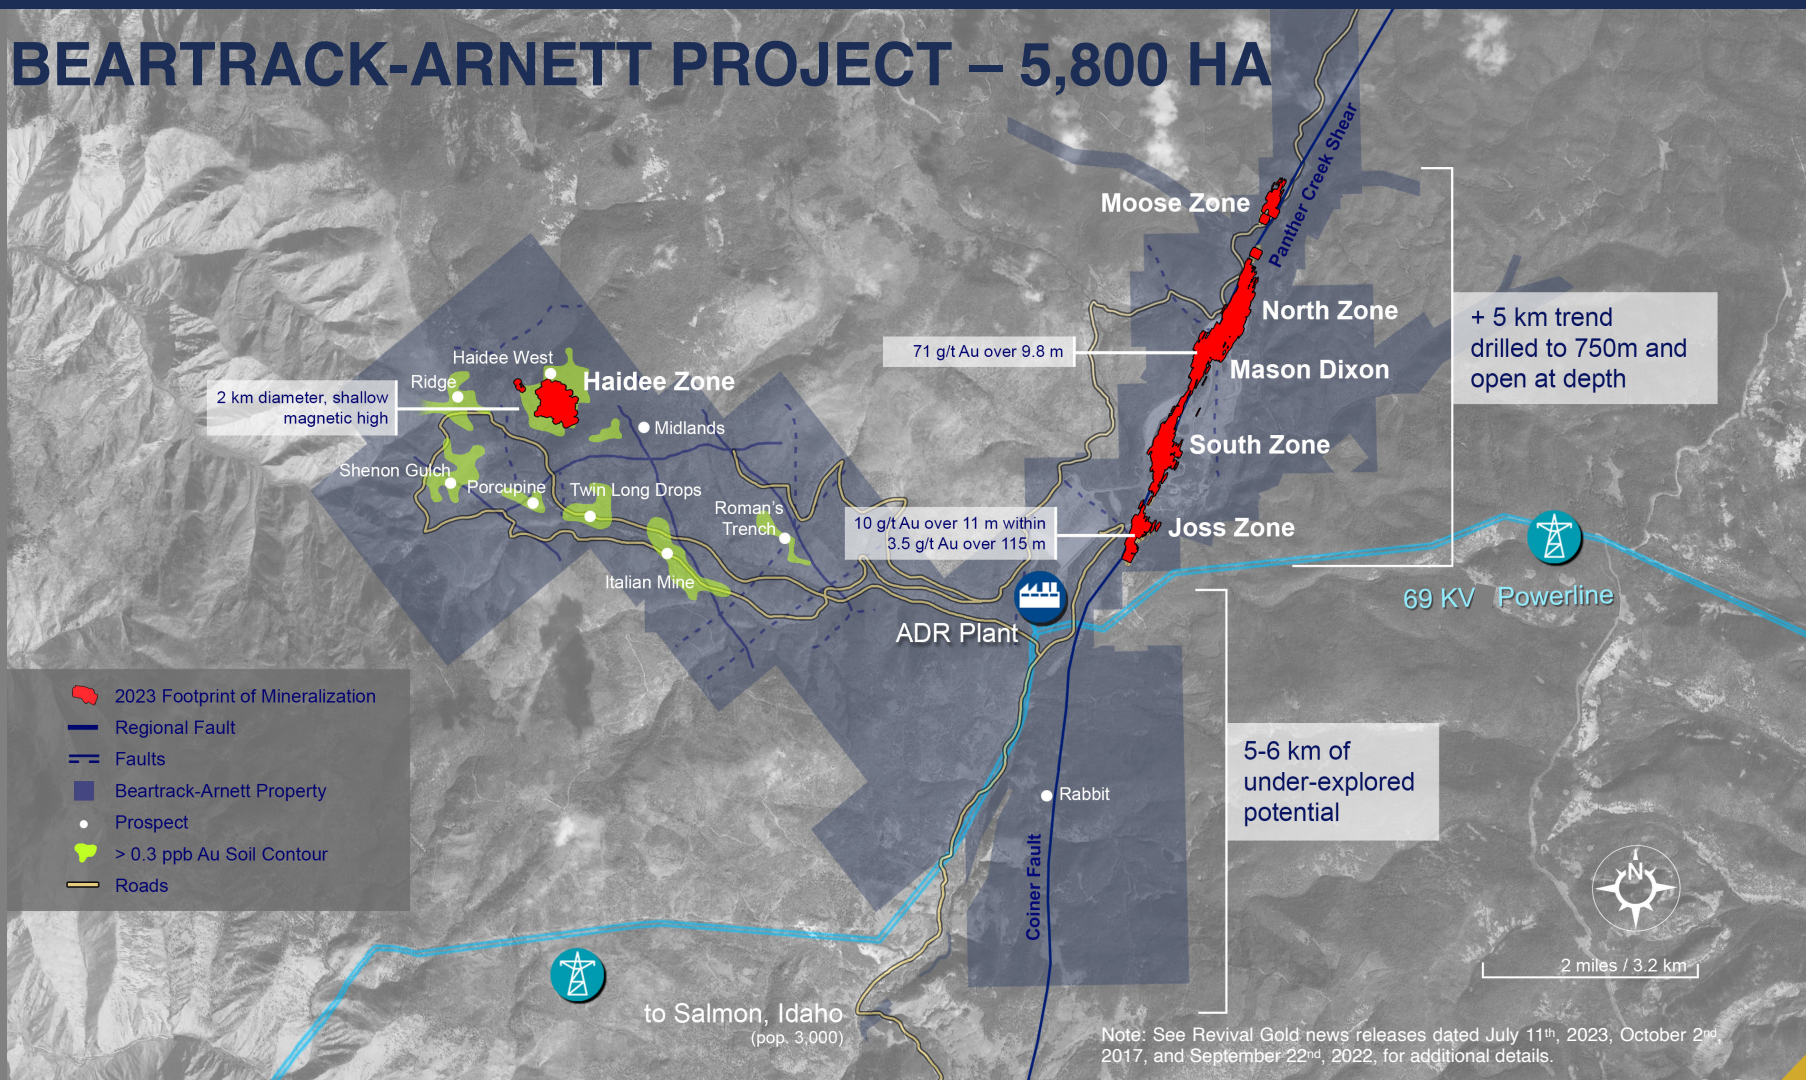 BEARTRACK-ARNETT PROJECT – 5,800 HA
Panther Creek Shear
Moose Zone
North Zone
+ 5 km trend
drilled to 750m and
open at depth
71 g/t Au over 9.8 m
Mason Dixon
Haidee West
Ridge
Haidee Zone
2 km diameter, shallow
magnetic high
Midlands
South Zone
Shenon Gulch
Porcupine
Twin Long Drops
Roman's
Trench
10 g/t Au over 11 m within
3.5 g/t Au over 115 m
Joss Zone
Italian Mine
69 KV Powerline
ADR Plant
2023 Footprint of Mineralization
Regional Fault
Faults
Beartrack-Arnett Property
Prospect
> 0.3 ppb Au Soil Contour
Roads
5-6 km of
under-explored
potential
Rabbit
Coiner Fault
N
2 miles / 3.2 km
to Salmon, Idaho
(pop. 3,000)
Note: See Revival Gold news releases dated July 11th, 2023, October 2nd,
2017, and September 22nd, 2022, for additional details.